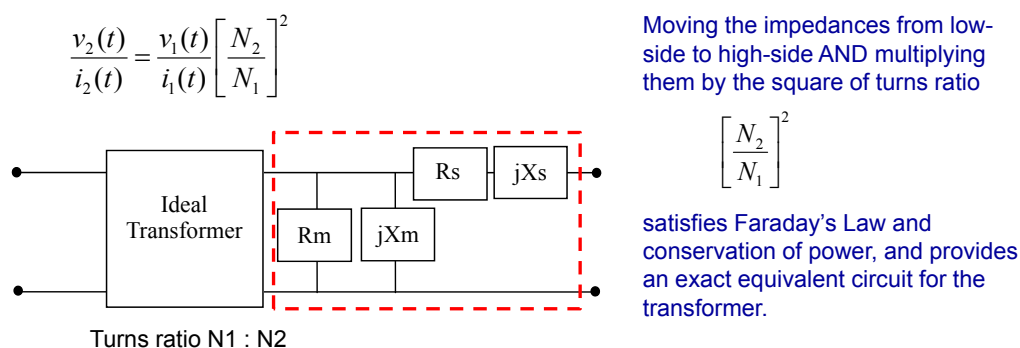 v₂(t)/i₂(t) = v₁(t)/i₁(t) [N₂/N₁]²
Moving the impedances from low-
side to high-side AND multiplying
them by the square of turns ratio
[N₂/N₁]²
satisfies Faraday's Law and
conservation of power, and provides
an exact equivalent circuit for the
transformer.
Ideal
Transformer
Rm
jXm
Rs
jXs
Turns ratio N1 : N2